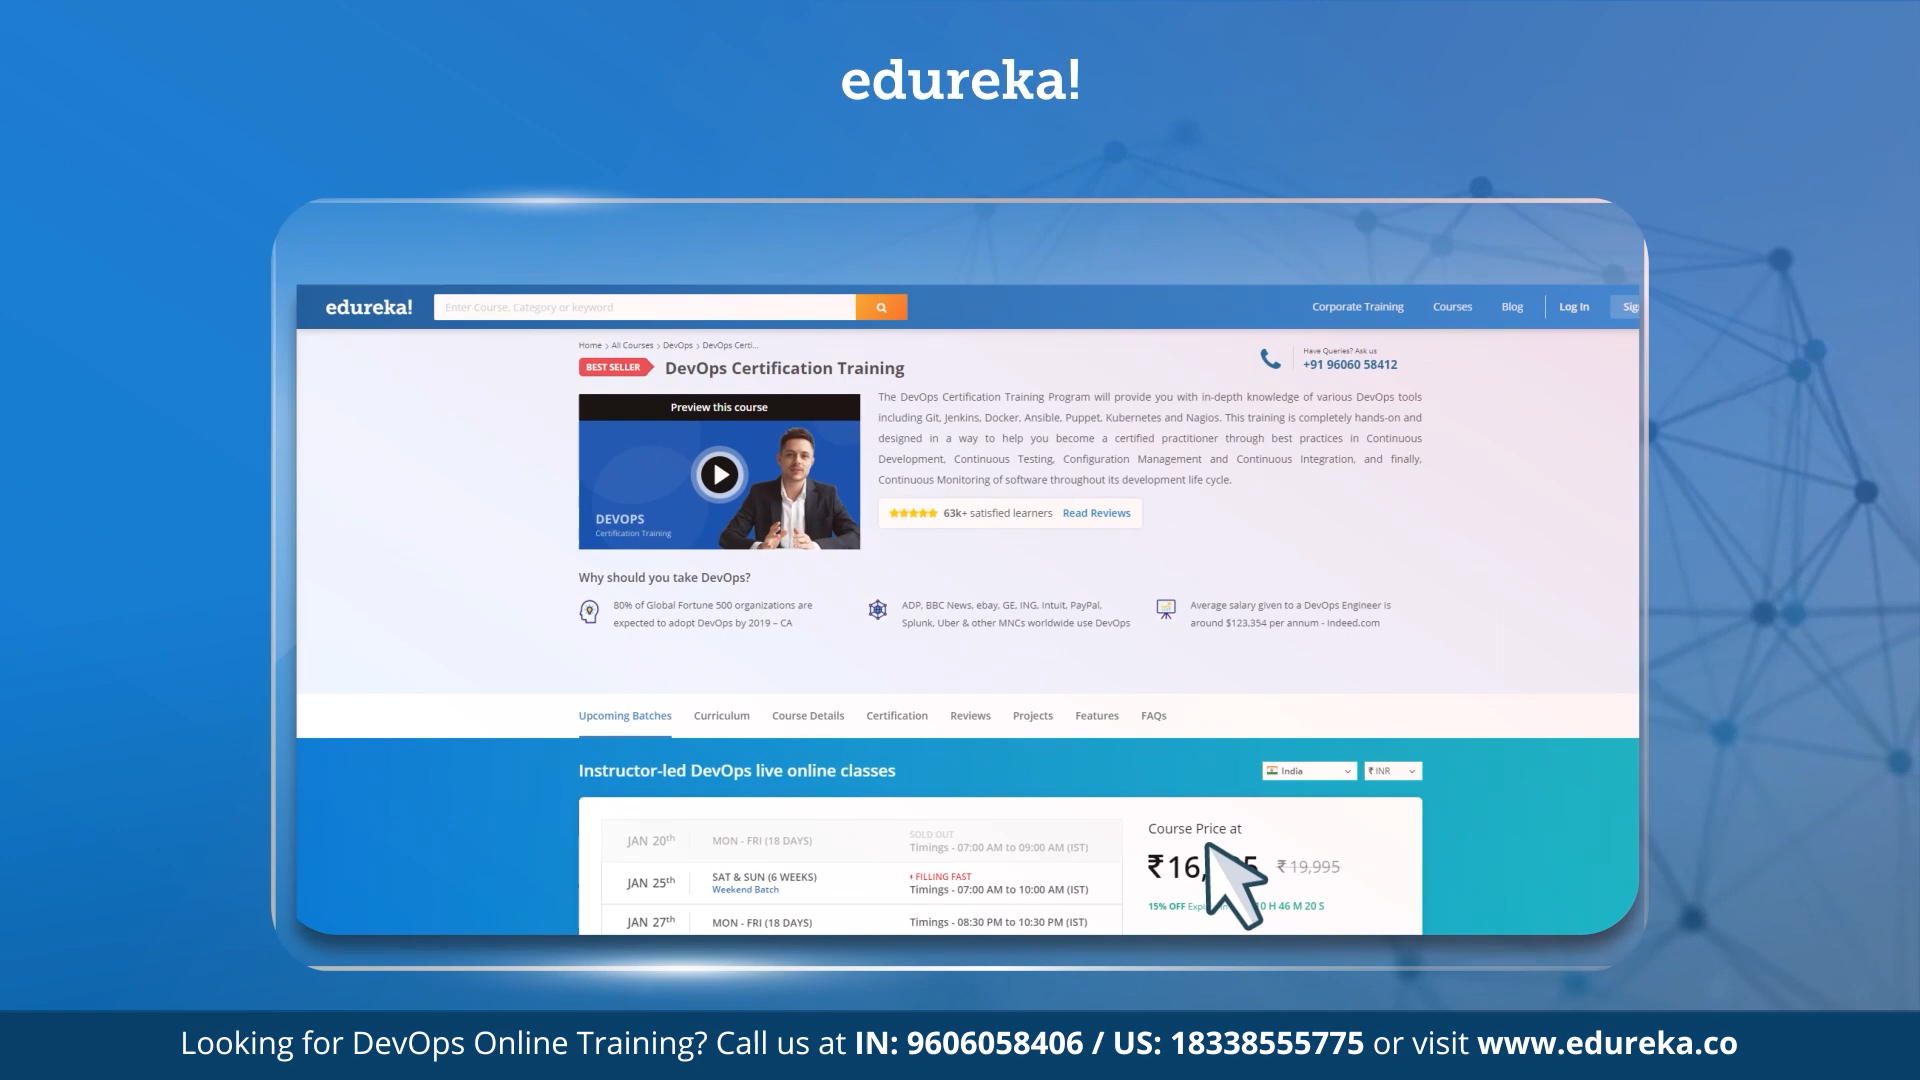 edureka!
edureka!
Enter Course, Category or keyword
Corporate Training
Courses
Blog
Log In
Home > All Courses > DevOps > DevOps Certi...
Have Queries? Ask us
+91 96060 58412
BEST SELLER
DevOps Certification Training
Preview this course
DEVOPS
Certification Training
The DevOps Certification Training Program will provide you with in-depth knowledge of various DevOps tools
including Git, Jenkins, Docker, Ansible, Puppet, Kubernetes and Nagios. This training is completely hands-on and
designed in a way to help you become a certified practitioner through best practices in Continuous
Development, Continuous Testing, Configuration Management and Continuous Integration, and finally,
Continuous Monitoring of software throughout its development life cycle.
63k+ satisfied learners Read Reviews
Why should you take DevOps?
80% of Global Fortune 500 organizations are
expected to adopt DevOps by 2019 – CA
ADP, BBC News, ebay, GE, ING, Intuit, PayPal,
Splunk, Uber & other MNCs worldwide use DevOps
Average salary given to a DevOps Engineer is
around $123,354 per annum - Indeed.com
Upcoming Batches
Curriculum
Course Details
Certification
Reviews
Projects
Features
FAQs
Instructor-led DevOps live online classes
India
₹ INR
JAN 20th
MON - FRI (18 DAYS)
SOLD OUT
Timings - 07:00 AM to 09:00 AM (IST)
JAN 25th
SAT & SUN (6 WEEKS)
Weekend Batch
FILLING FAST
Timings - 07:00 AM to 10:00 AM (IST)
JAN 27th
MON - FRI (18 DAYS)
Timings - 08:30 PM to 10:30 PM (IST)
Course Price at
₹ 19,995
15% OFF
H 46 M 20 S
Looking for DevOps Online Training? Call us at IN: 9606058406 / US: 18338555775 or visit www.edureka.co